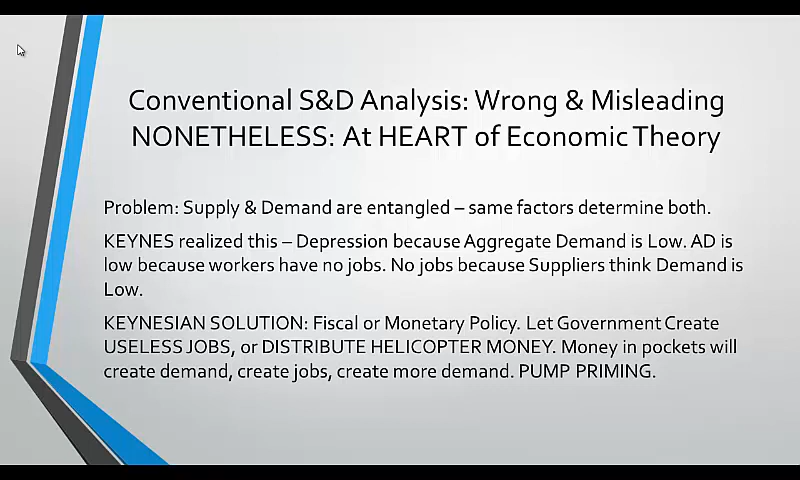 Conventional S&D Analysis: Wrong & Misleading
NONETHELESS: At HEART of Economic Theory
Problem: Supply & Demand are entangled – same factors determine both.
KEYNES realized this – Depression because Aggregate Demand is Low. AD is
low because workers have no jobs. No jobs because Suppliers think Demand is
Low.
KEYNESIAN SOLUTION: Fiscal or Monetary Policy. Let Government Create
USELESS JOBS, or DISTRIBUTE HELICOPTER MONEY. Money in pockets will
create demand, create jobs, create more demand. PUMP PRIMING.